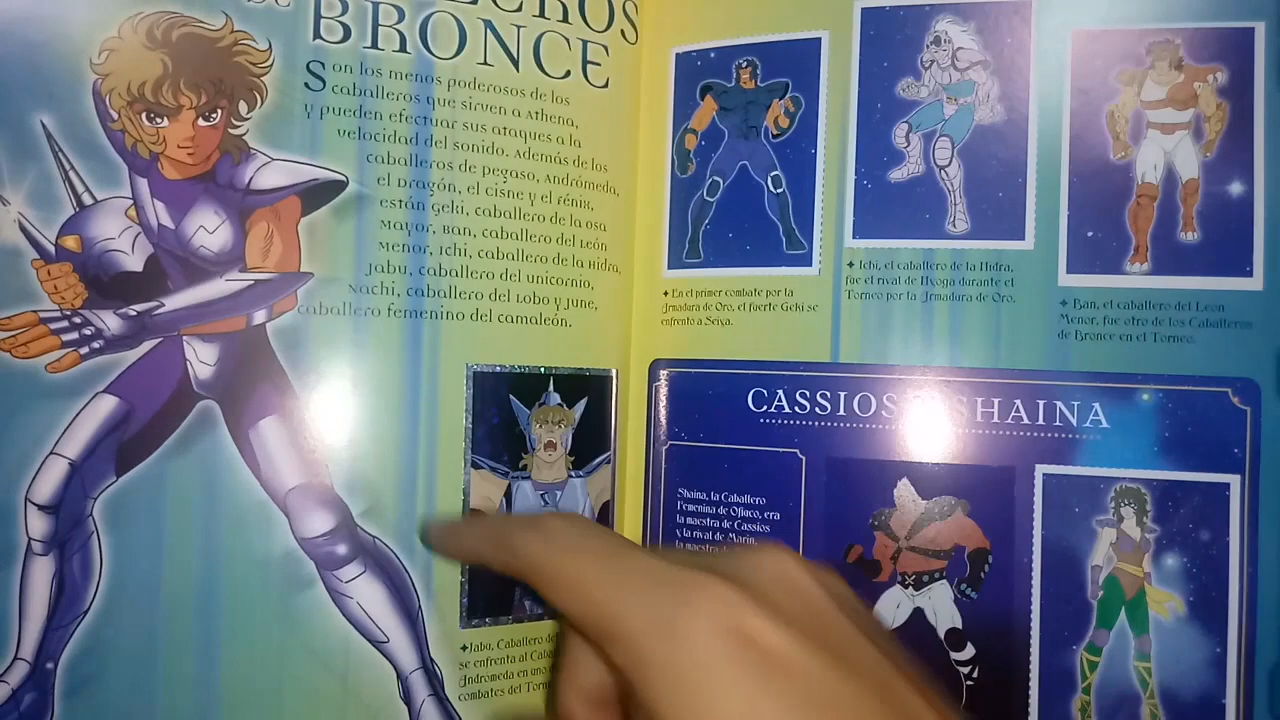 BRONCE
Son los menos poderosos de los
caballeros que sirven a Athena,
y pueden efectuar sus ataques a la
velocidad del sonido. Además de los
caballeros de pegaso, Andrómeda,
el Dragón, el cisne y el fénix,
están Geki, caballero de la osa
Mayor, Ban, caballero del León
Menor, Ichi, caballero de la Hidra,
Jabu, caballero del unicornio,
Nachi, caballero del Lobo y June,
caballero femenino del camaleón.
Jabu, Caballero del
se enfrenta al
Andrómeda en uno
combates del
En el primer combate por la
Armadura de Oro, el fuerte Geki se
enfrentó a Seiya.
Ichi, el caballero de la Hidra,
fue el rival de Hyoga durante el
Torneo por la Armadura de Oro.
Ban, el caballero del León
Menor, fue otro de los Caballeros
de Bronce en el Torneo.
CASSIOS SHAINA
Shaina, la Caballero
Femenina de Ofiuco, era
la maestra de Cassios
y la rival de Marin,
la maestra